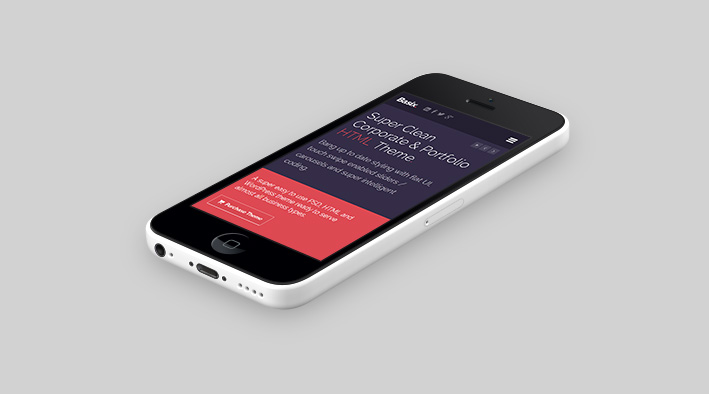 Basix
Super Clean
Corporate & Portfolio
HTML Theme
Bang up to date styling with flat UI,
touch swipe enabled sliders /
carousels and super intelligent
coding
A super easy to use PSD, HTML and
WordPress theme ready to serve
almost all business types.
Purchase Theme